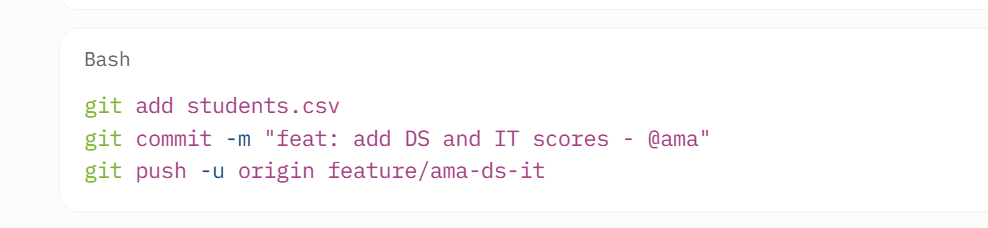 Bash
git add students.csv
git commit -m "feat: add DS and IT scores - @ama"
git push -u origin feature/ama-ds-it